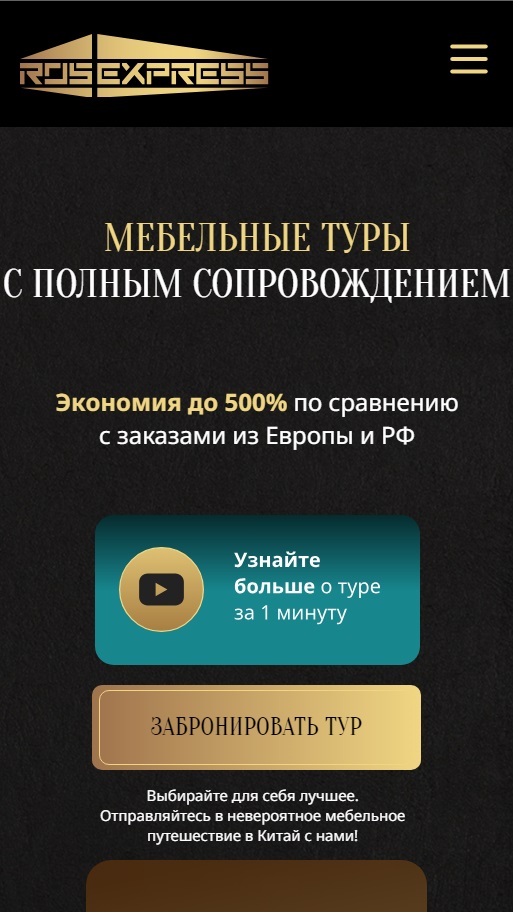 ROSEXPRESS
МЕБЕЛЬНЫЕ ТУРЫ
С ПОЛНЫМ СОПРОВОЖДЕНИЕМ
Экономия до 500% по сравнению
с заказами из Европы и РФ
Узнайте
больше о туре
за 1 минуту
ЗАБРОНИРОВАТЬ ТУР
Выбирайте для себя лучшее.
Отправляйтесь в невероятное мебельное
путешествие в Китай с нами!